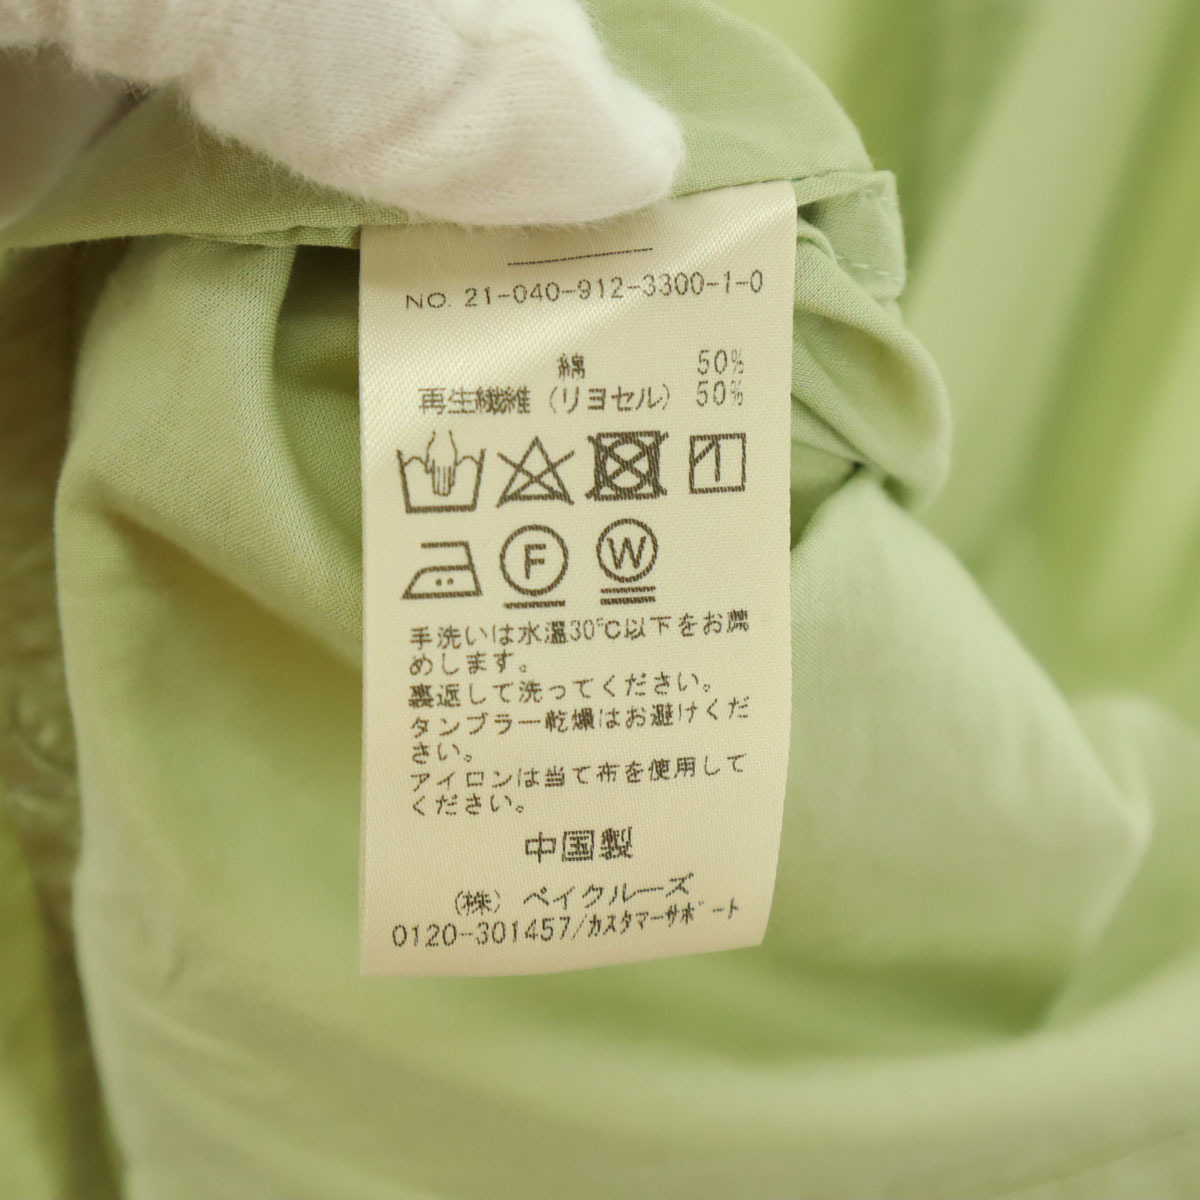 NO. 21-040-912-3300-1-0
綿 50%
再生繊維 (リヨセル) 50%
F W
手洗いは水温30℃以下をお薦
めします。
裏返して洗ってください。
タンブラー乾燥はお避けくだ
さい。
アイロンは当て布を使用して
ください。
中国製
(株) ベイクルーズ
0120-301457/カスタマーサポート